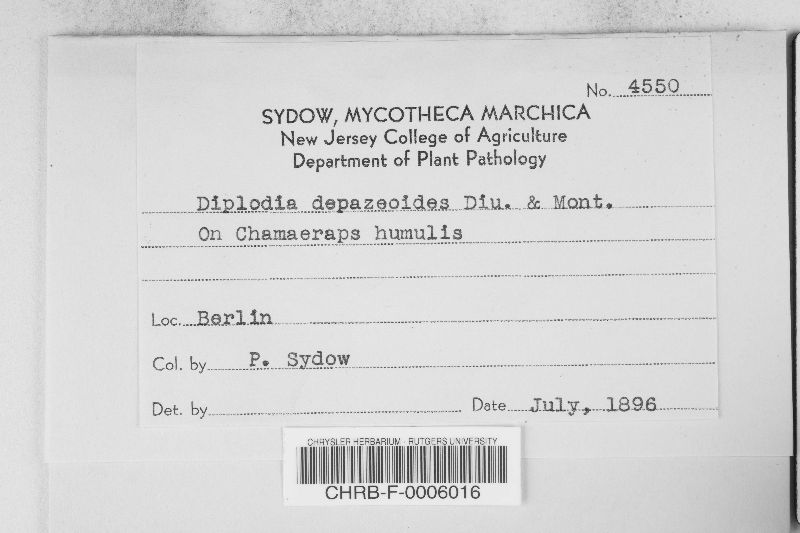 No. 4550
SYDOW, MYCOTHECA MARCHICA
New Jersey College of Agriculture
Department of Plant Pathology
Diplodia depazeoides Diu. & Mont.
On Chamaeraps humulis
Loc. Berlin
Col. by P. Sydow
Det. by
Date July, 1896
CHRYSLER HERBARIUM - RUTGERS UNIVERSITY
CHRB-F-0006016